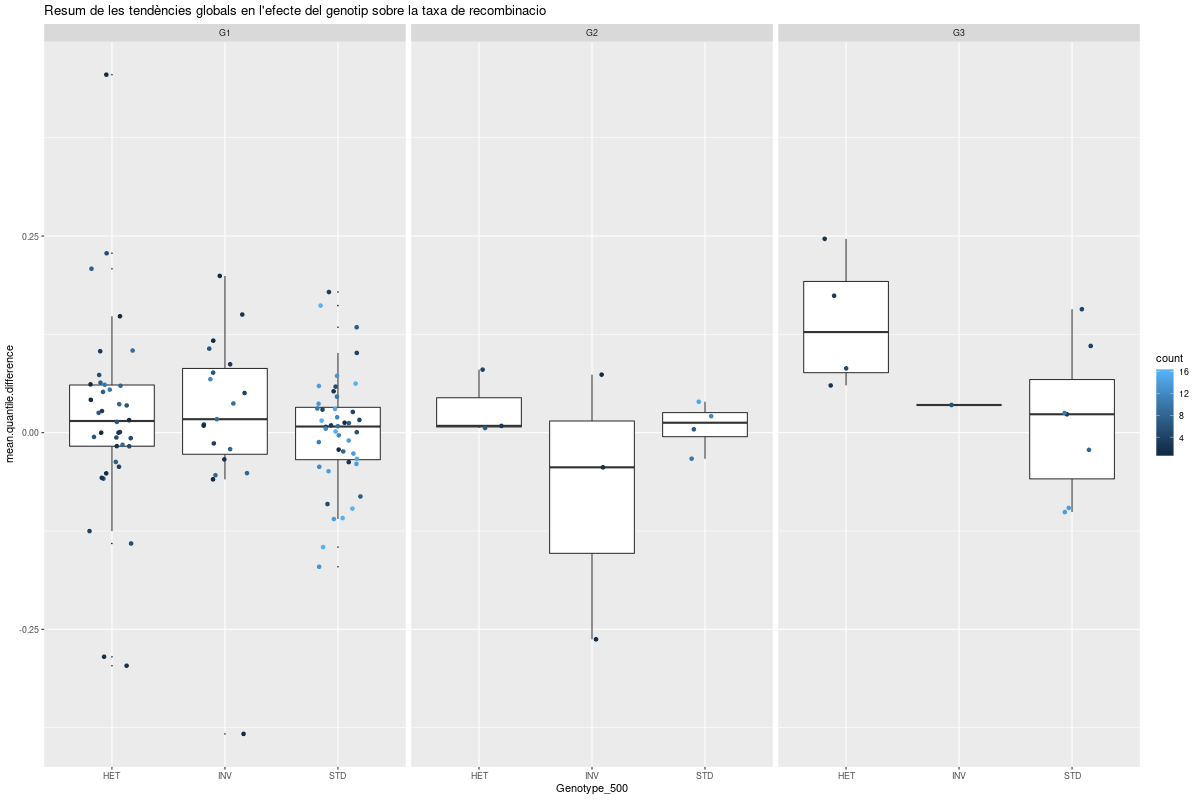 Resum de les tendències globals en l'efecte del genotip sobre la taxa de recombinacio
G1 G2 G3
mean.quantile.difference
0.25
0.00
-0.25
HET INV STD HET INV STD HET INV STD
Genotype_500
count
16
12
8
4